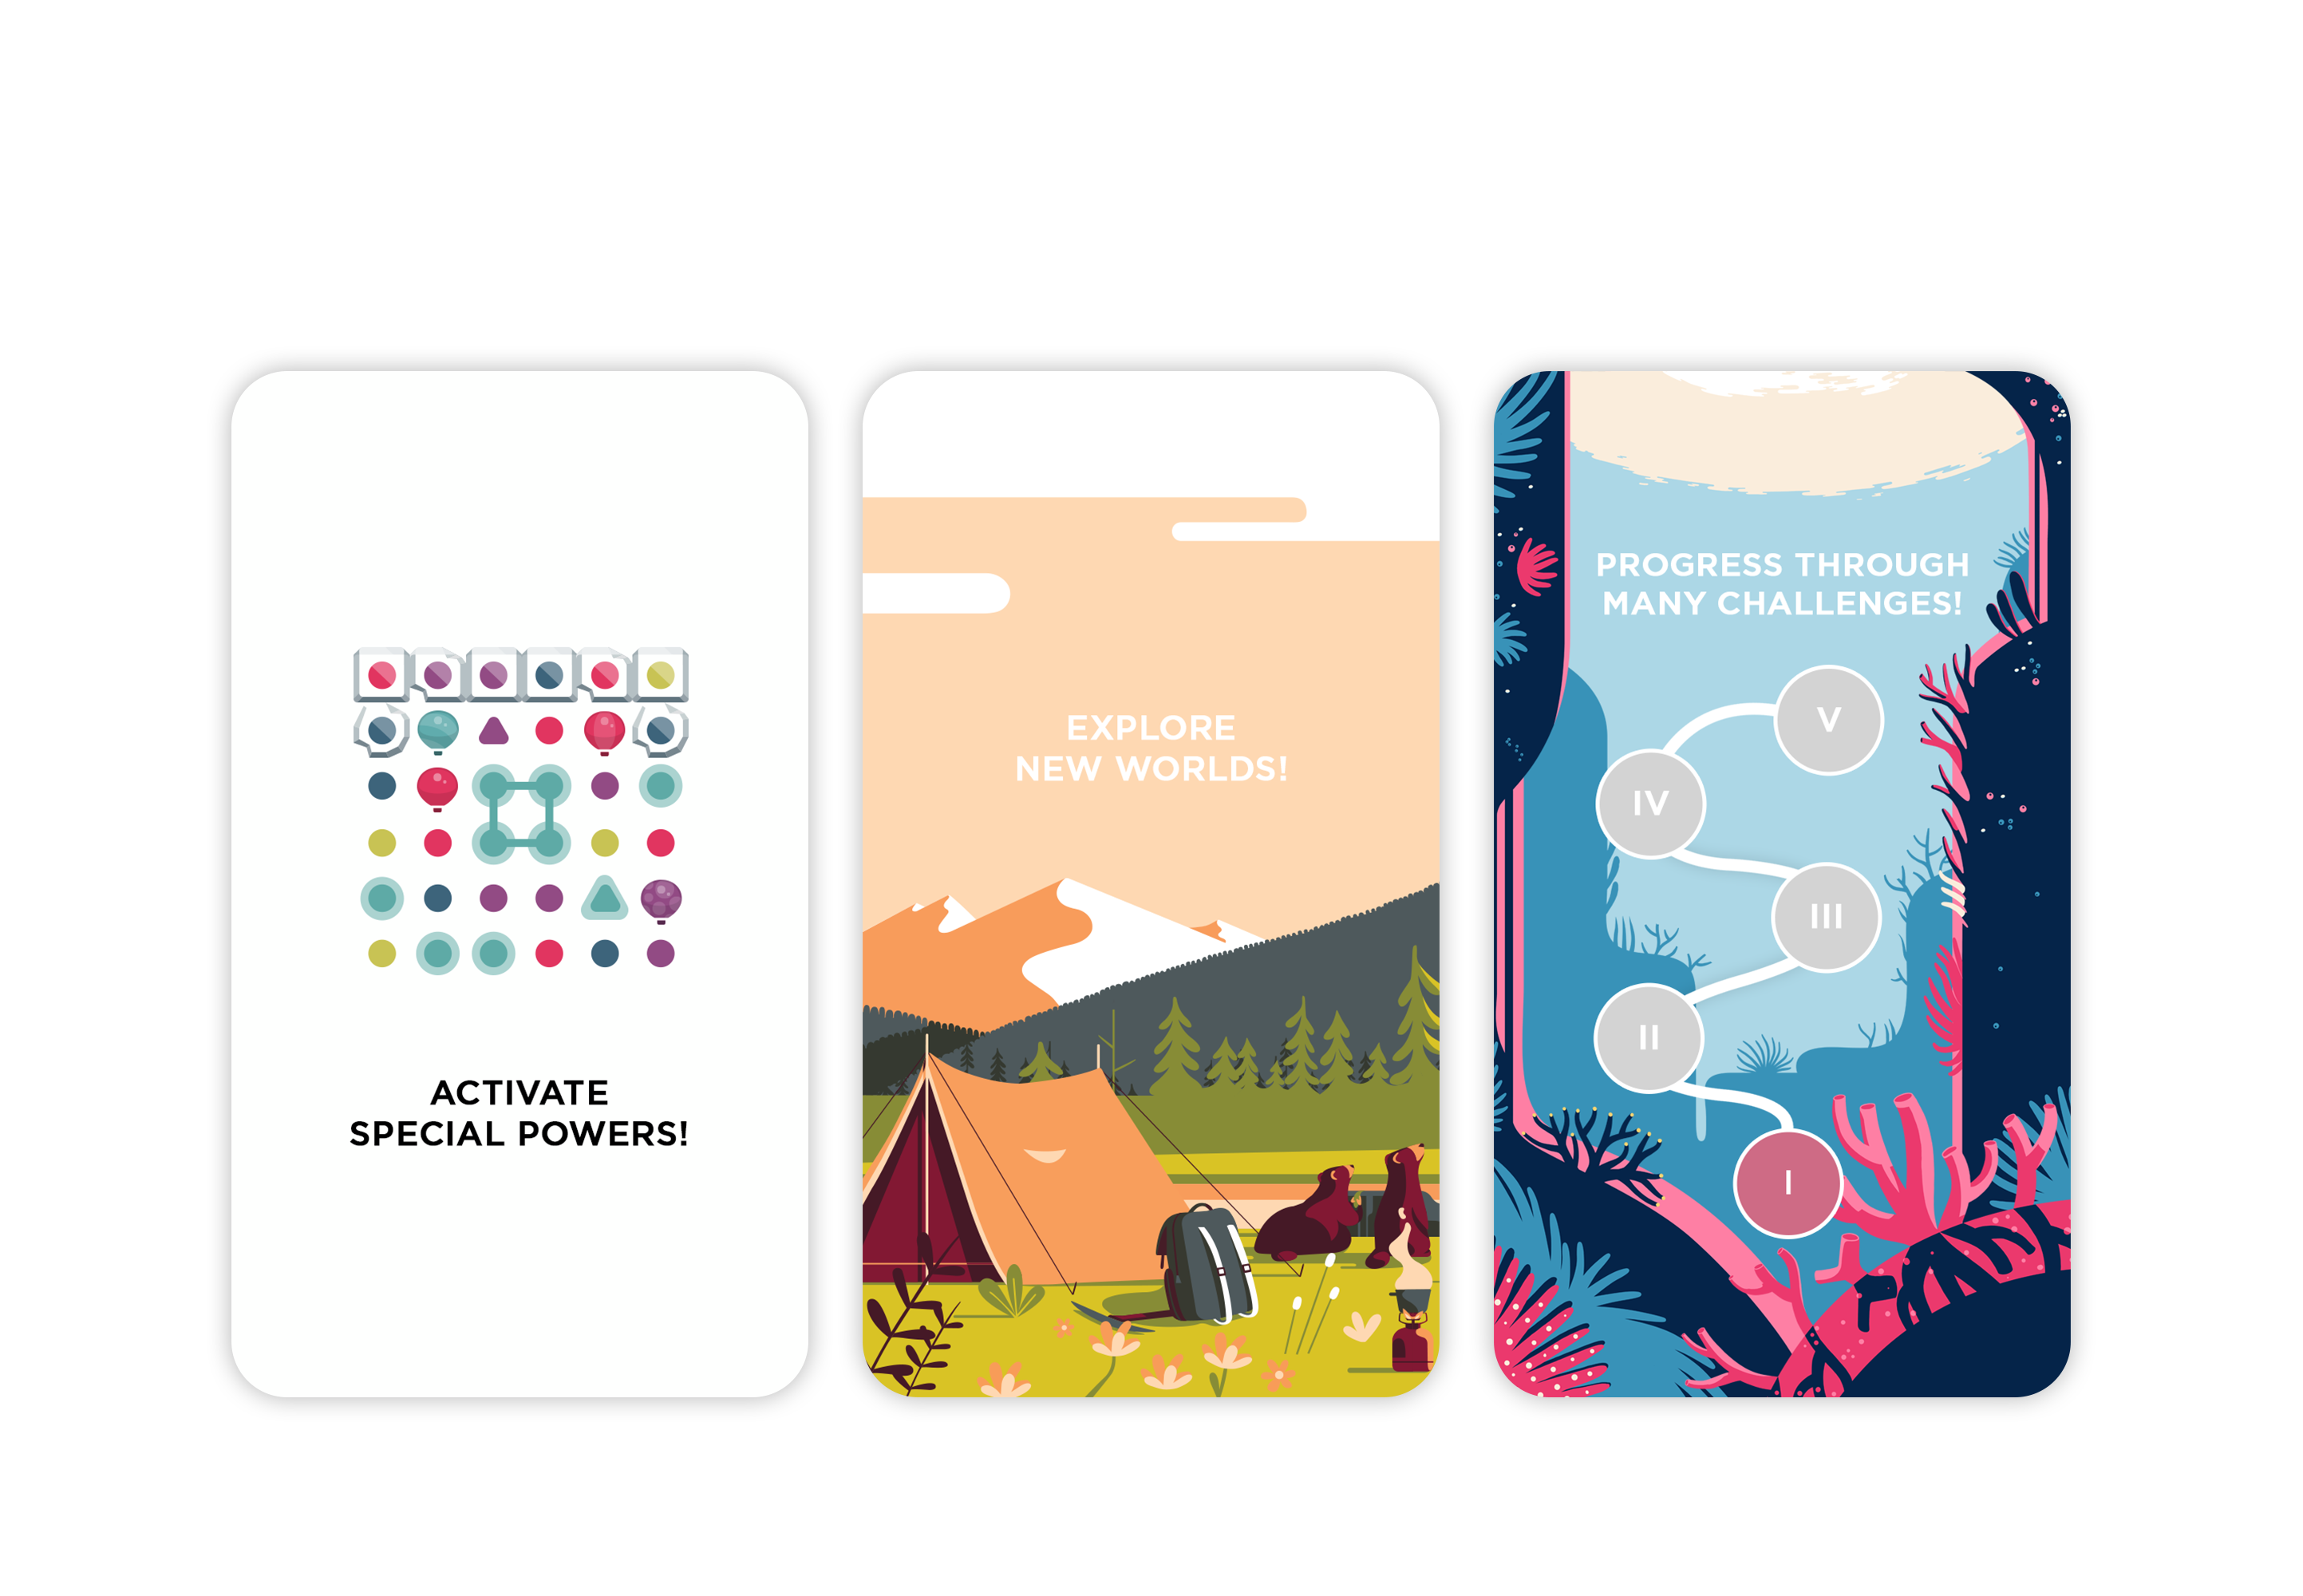 ACTIVATE
SPECIAL POWERS!
EXPLORE
NEW WORLDS!
PROGRESS THROUGH
MANY CHALLENGES!
V
IV
III
II
I